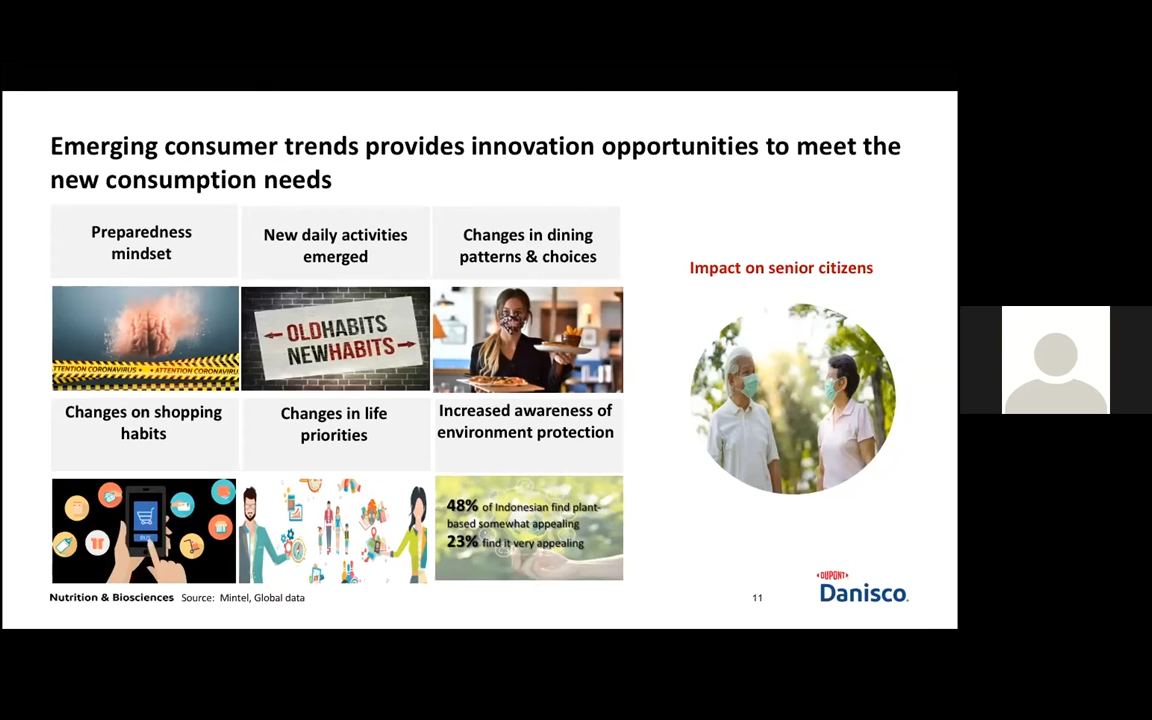 Emerging consumer trends provides innovation opportunities to meet the
new consumption needs
Preparedness
mindset
New daily activities
emerged
Changes in dining
patterns & choices
Impact on senior citizens
ATTENTION CORONAVIRUS • ATTENTION CORONAVIRU
← OLDHABITS
NEWHABITS →
Changes on shopping
habits
Changes in life
priorities
Increased awareness of
environment protection
BUY
48% of Indonesian find plant-
based somewhat appealing
23% find it very appealing
Nutrition & Biosciences Source: Mintel, Global data
11
DUPONT
Danisco.